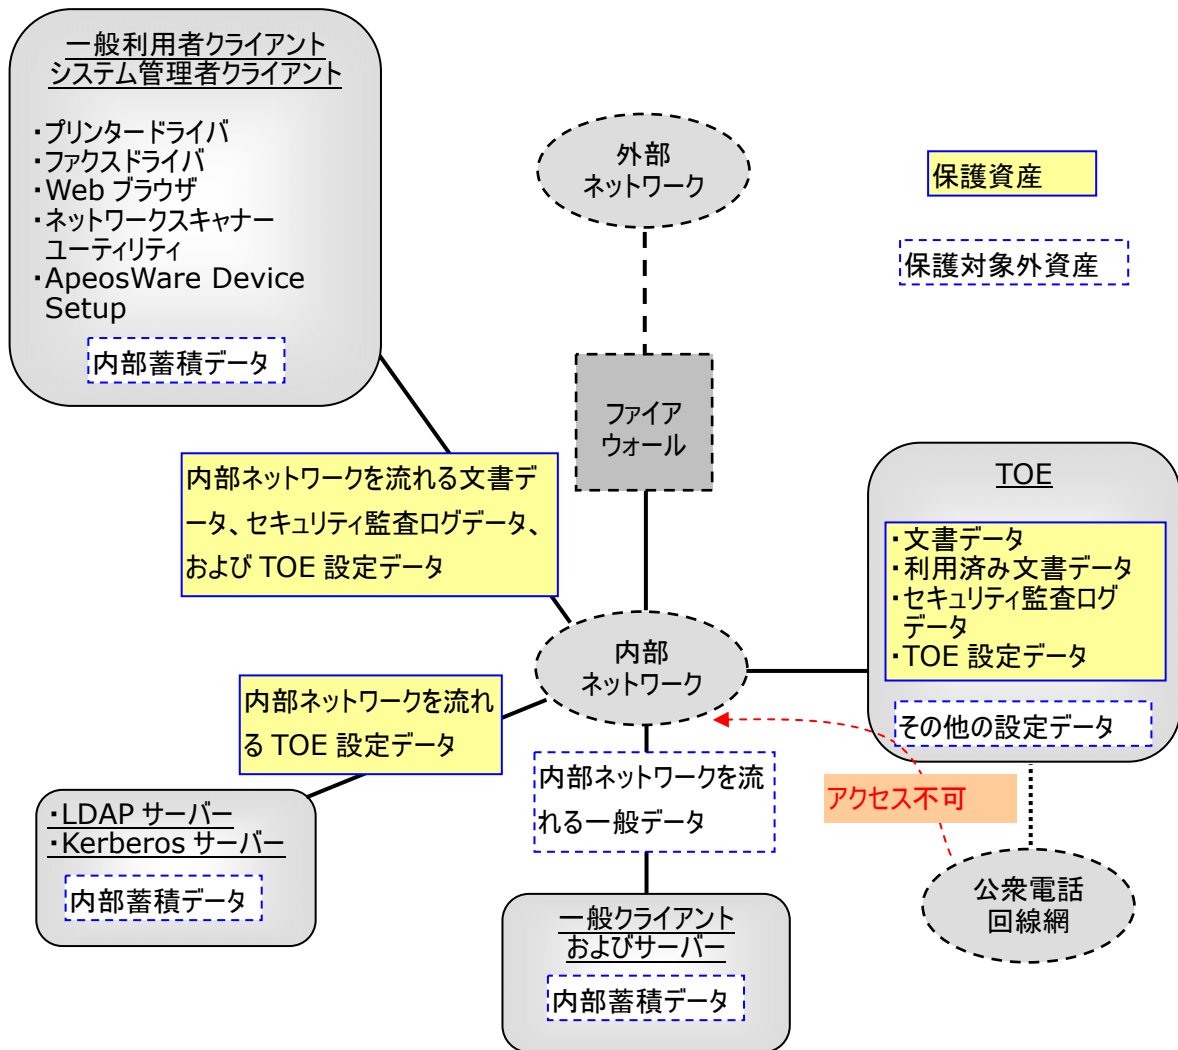 一般利用者クライアント
システム管理者クライアント
・プリンタードライバ
・ファクスドライバ
・Web ブラウザ
・ネットワークスキャナー
ユーティリティ
・ApeosWare Device
Setup
内部蓄積データ
外部
ネットワーク
保護資産
保護対象外資産
ファイア
ウォール
内部ネットワークを流れる文書デ
ータ、セキュリティ監査ログデータ、
および TOE 設定データ
TOE
・文書データ
・利用済み文書データ
・セキュリティ監査ログ
データ
・TOE 設定データ
その他の設定データ
内部
ネットワーク
内部ネットワークを流れ
る TOE 設定データ
内部ネットワークを流
れる一般データ
アクセス不可
・LDAP サーバー
・Kerberos サーバー
内部蓄積データ
公衆電話
回線網
一般クライアント
およびサーバー
内部蓄積データ